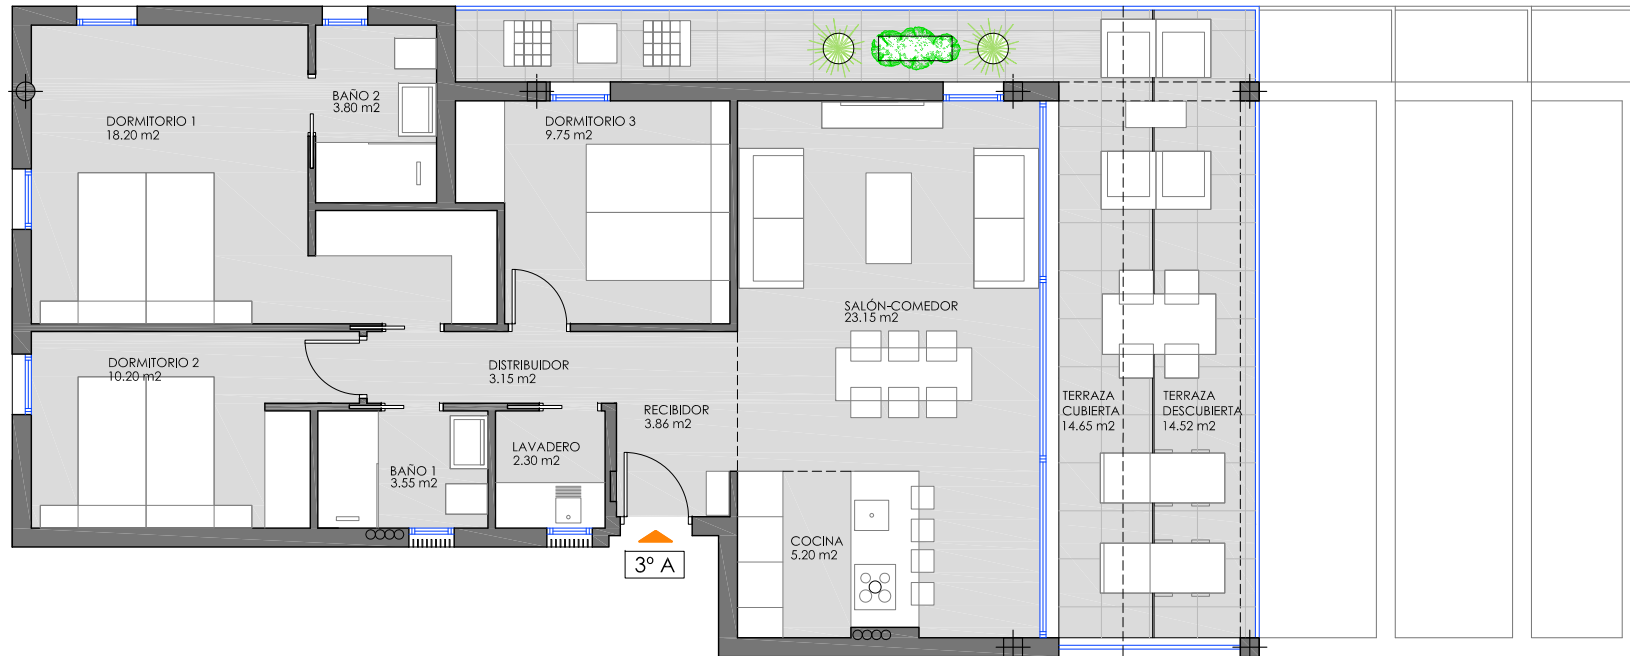 BAÑO 2
3.80 m2
DORMITORIO 1
18.20 m2
DORMITORIO 3
9.75 m2
SALÓN-COMEDOR
23.15 m2
DORMITORIO 2
10.20 m2
DISTRIBUIDOR
3.15 m2
RECIBIDOR
3.86 m2
TERRAZA
CUBIERTA
14.65 m2
TERRAZA
DESCUBIERTA
14.52 m2
LAVADERO
2.30 m2
BAÑO 1
3.55 m2
COCINA
5.20 m2
3º A